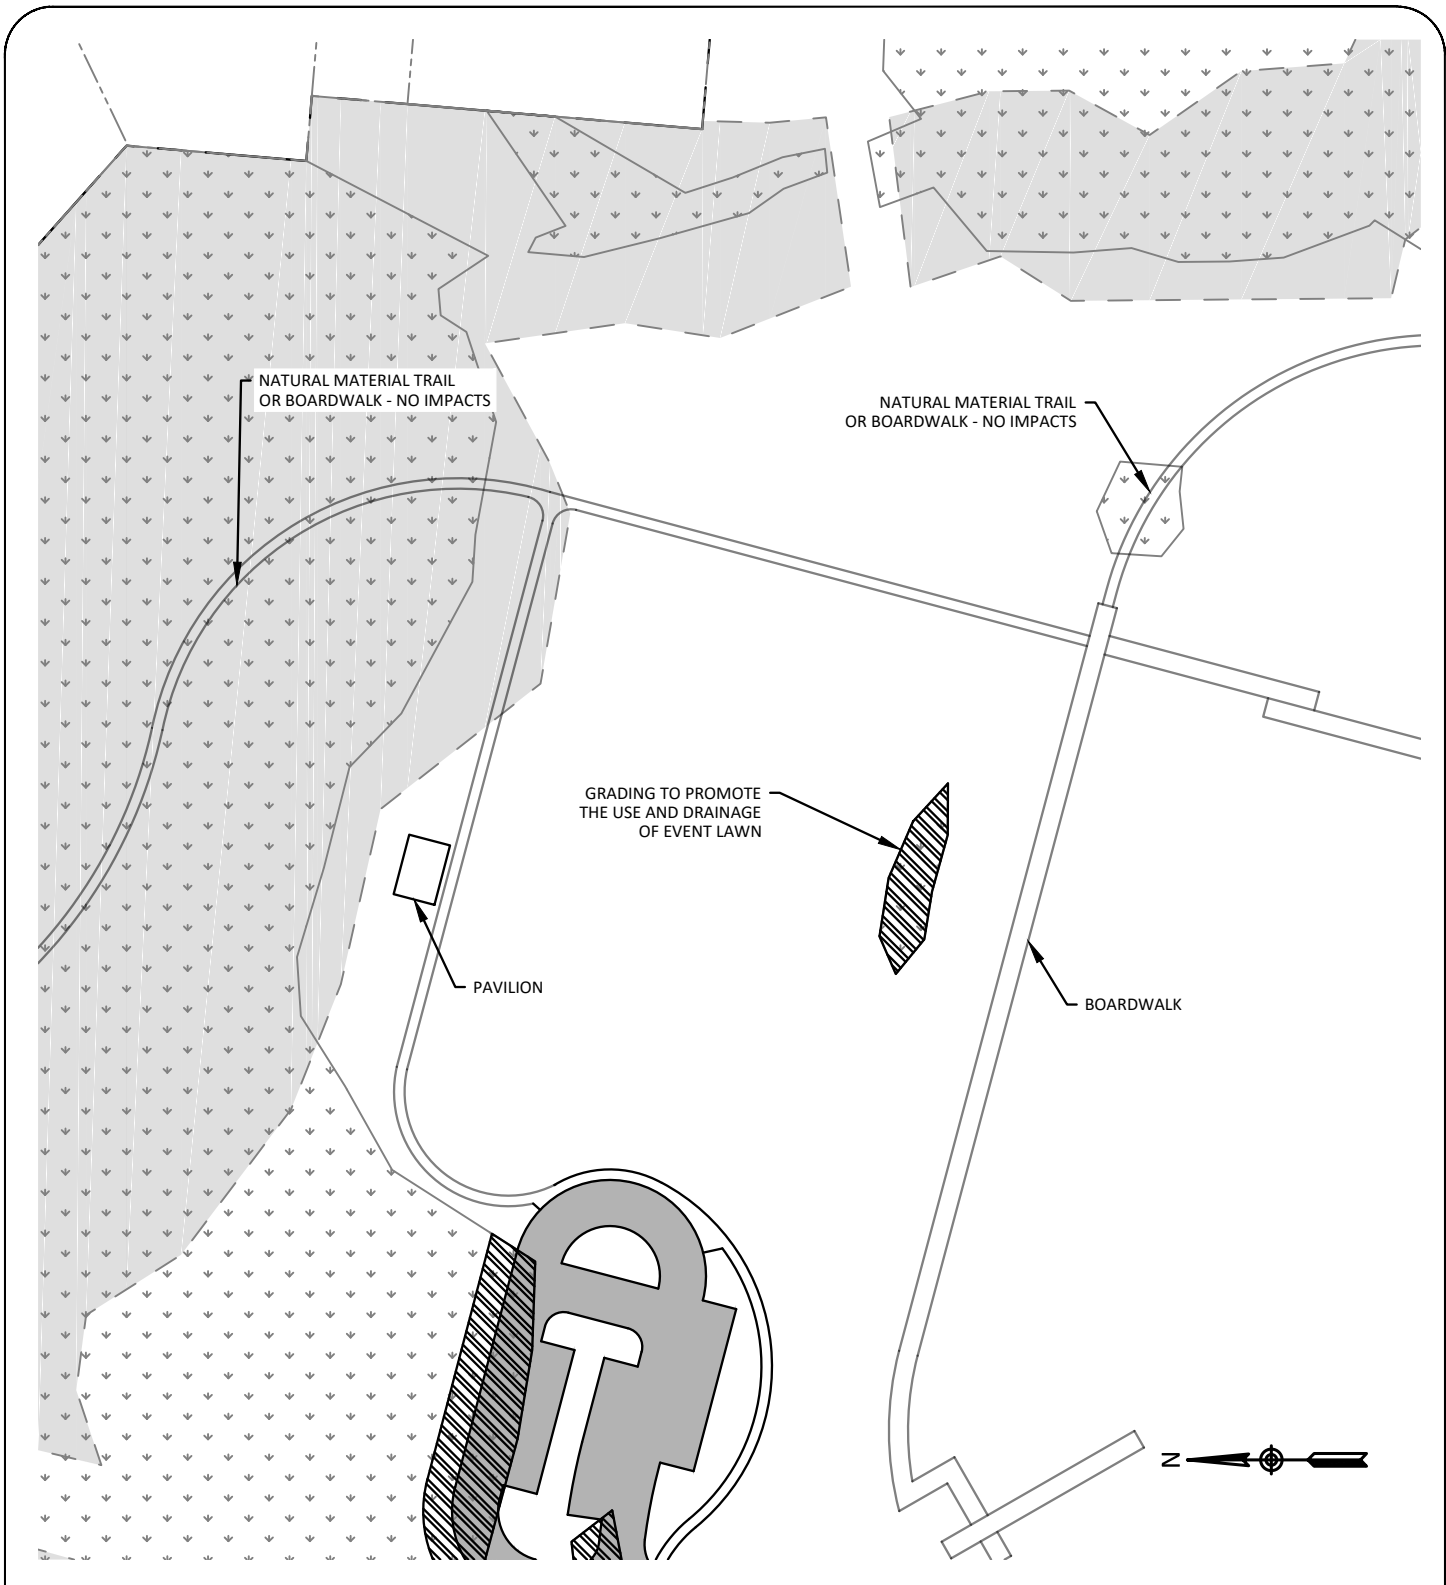 NATURAL MATERIAL TRAIL
OR BOARDWALK - NO IMPACTS
NATURAL MATERIAL TRAIL
OR BOARDWALK - NO IMPACTS
GRADING TO PROMOTE
THE USE AND DRAINAGE
OF EVENT LAWN
PAVILION
BOARDWALK
N